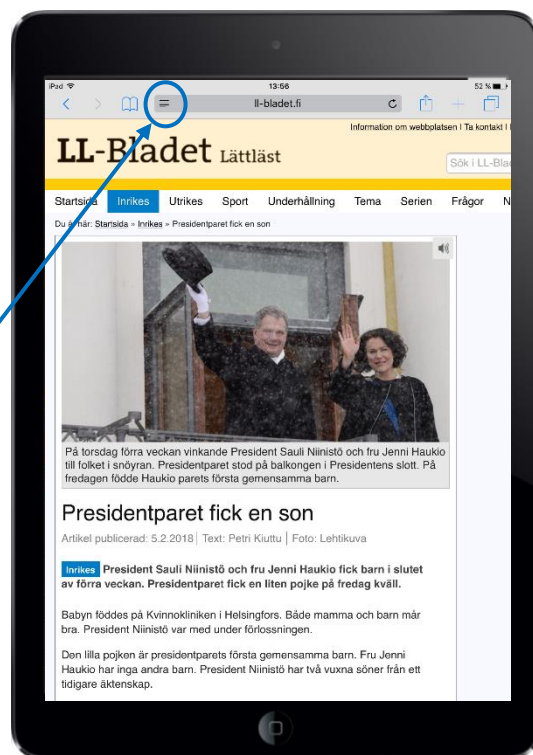 iPad 13:56 52 %
ll-bladet.fi
Information om webbplatsen | Ta kontakt |
LL-Bladet Lättläst
Sök i LL-Blad
Startsida Inrikes Utrikes Sport Underhållning Tema Serien Frågor N
Du är här: Startsida » Inrikes » Presidentparet fick en son
På torsdag förra veckan vinkande President Sauli Niinistö och fru Jenni Haukio
till folket i snöyran. Presidentparet stod på balkongen i Presidentens slott. På
fredagen födde Haukio parets första gemensamma barn.
Presidentparet fick en son
Artikel publicerad: 5.2.2018 | Text: Petri Kiuttu | Foto: Lehtikuva
Inrikes President Sauli Niinistö och fru Jenni Haukio fick barn i slutet
av förra veckan. Presidentparet fick en liten pojke på fredag kväll.
Babyn föddes på Kvinnokliniken i Helsingfors. Både mamma och barn mår
bra. President Niinistö var med under förlossningen.
Den lilla pojken är presidentparets första gemensamma barn. Fru Jenni
Haukio har inga andra barn. President Niinistö har två vuxna söner från ett
tidigare äktenskap.